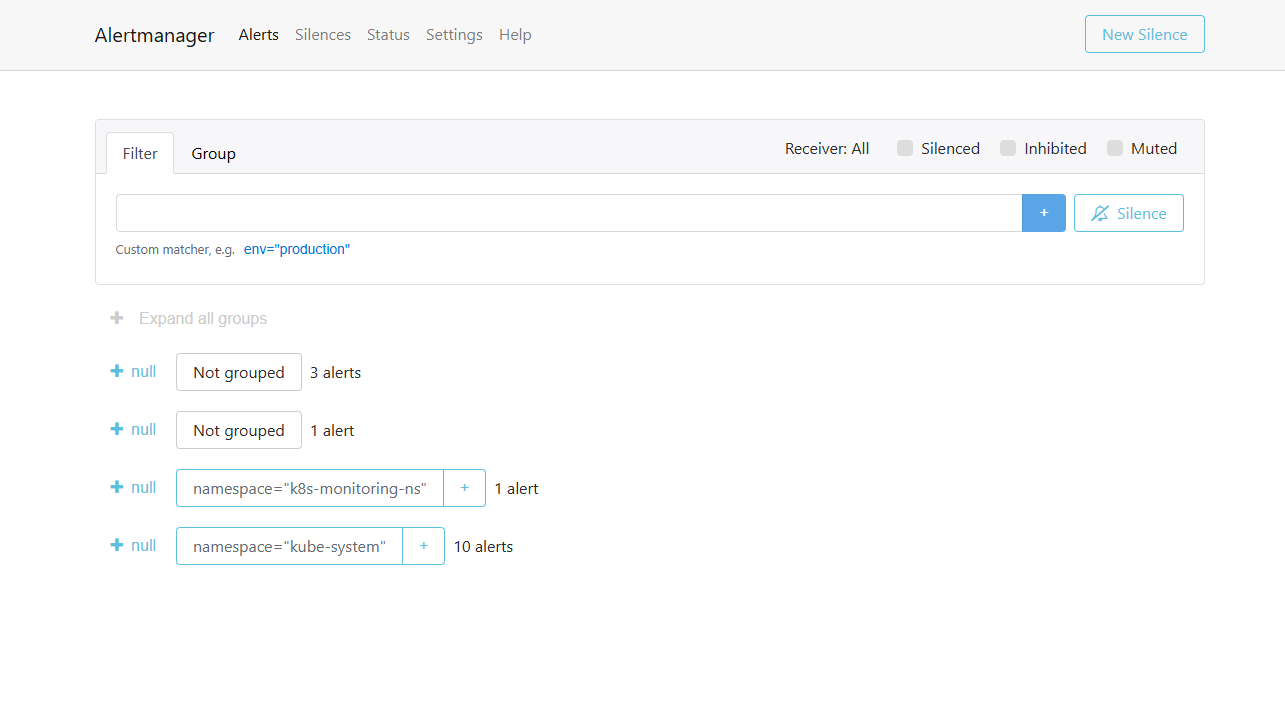 Alertmanager Alerts Silences Status Settings Help New Silence
Filter Group Receiver: All Silenced Inhibited Muted
+ Silence
Custom matcher, e.g. env="production"
+ Expand all groups
+ null Not grouped 3 alerts
+ null Not grouped 1 alert
+ null namespace="k8s-monitoring-ns" + 1 alert
+ null namespace="kube-system" + 10 alerts